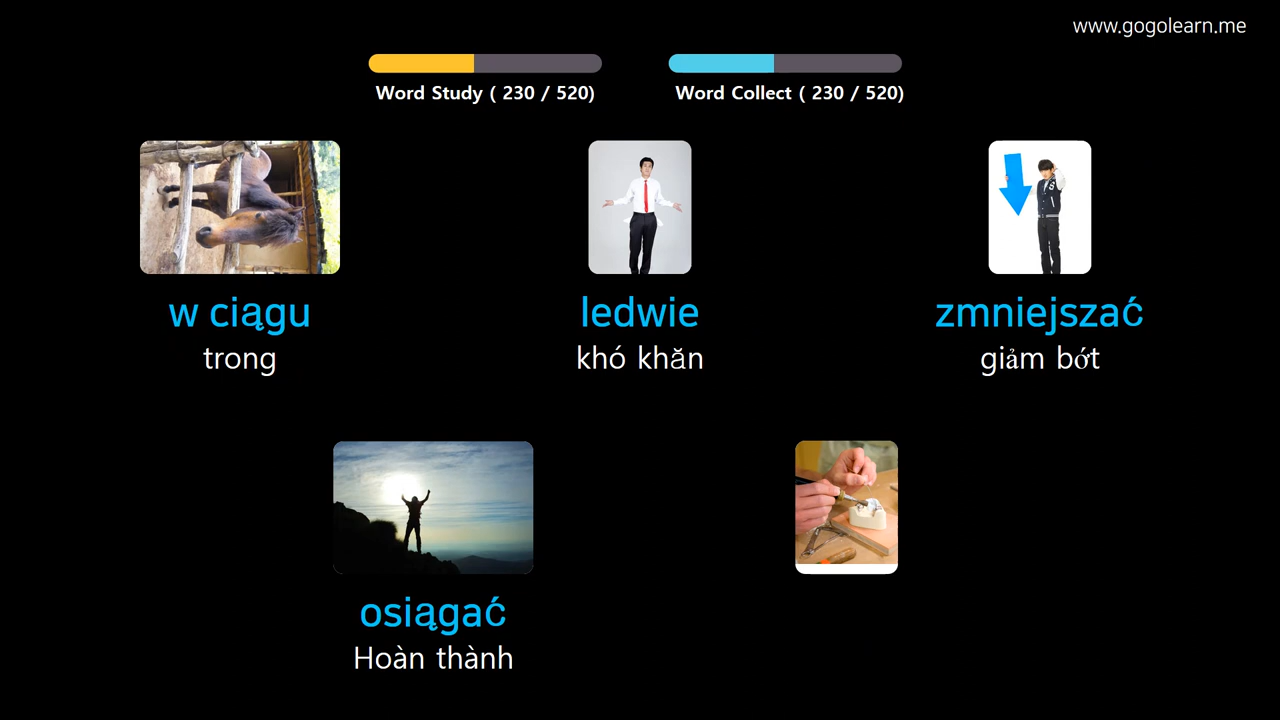 www.gogolearn.me
Word Study ( 230 / 520)
Word Collect ( 230 / 520)
w ciągu
trong
ledwie
khó khăn
zmniejszać
giảm bớt
osiągać
Hoàn thành